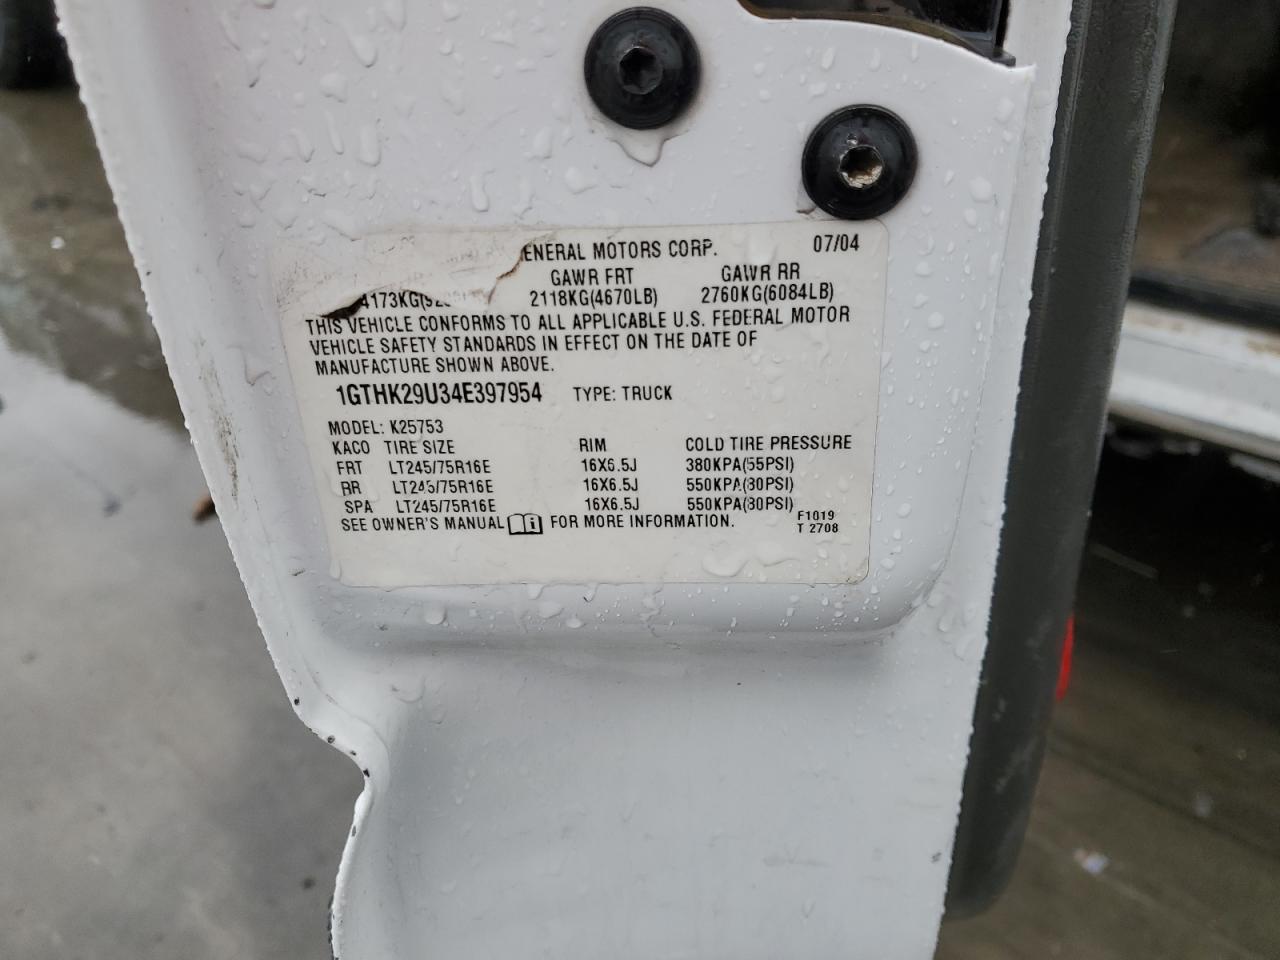 ENERAL MOTORS CORP. 07/04
GAWR FRT GAWR RR
4173KG 2118KG(4670LB) 2760KG(6084LB)
THIS VEHICLE CONFORMS TO ALL APPLICABLE U.S. FEDERAL MOTOR
VEHICLE SAFETY STANDARDS IN EFFECT ON THE DATE OF
MANUFACTURE SHOWN ABOVE.
1GTHK29U34E397954 TYPE: TRUCK
MODEL: K25753
KACO TIRE SIZE RIM COLD TIRE PRESSURE
FRT LT245/75R16E 16X6.5J 380KPA(55PSI)
RR LT245/75R16E 16X6.5J 550KPA(80PSI)
SPA LT245/75R16E 16X6.5J 550KPA(80PSI)
SEE OWNER'S MANUAL i FOR MORE INFORMATION. F1019
T 2708